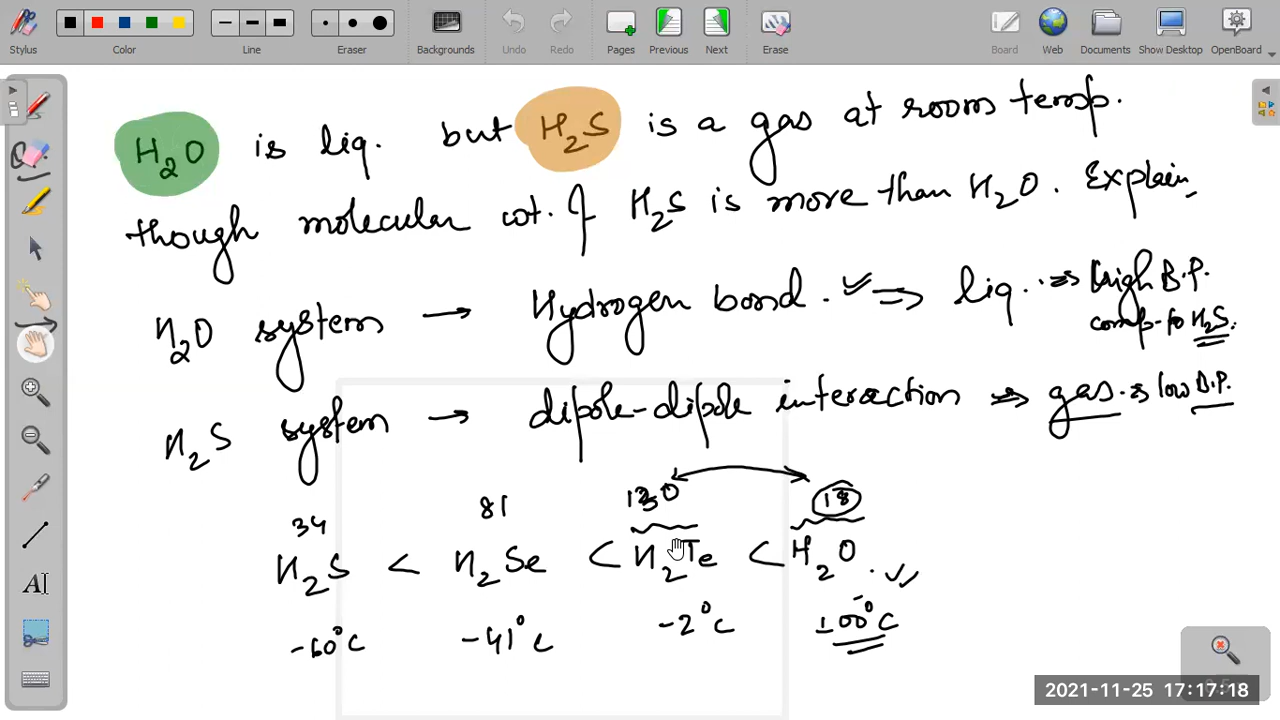 Stylus Color Line Eraser Backgrounds Undo Redo Pages Previous Next Erase Board Web Documents Show Desktop OpenBoard
Q. H2O is liq. but H2S is a gas at room temp.
though molecular wt. of H2S is more than H2O. Explain
H2O system → Hydrogen bond. ✓ ⇒ liq. ⇒ high B.P.
comp. to H2S.
H2S system → dipole-dipole interaction ⇒ gas. ⇒ low B.P.
34 81 130 18
H2S < H2Se < H2Te < H2O. ✓
-60°C -41°C -2°C 100°C
2021-11-25 17:17:18